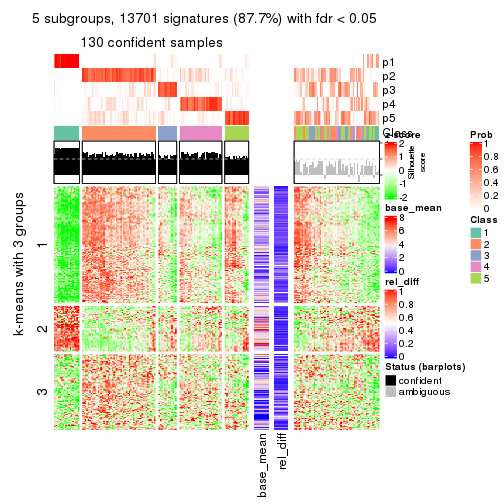 5 subgroups, 13701 signatures (87.7%) with fdr < 0.05
130 confident samples
p1
p2
p3
p4
p5
Class
z-score
2
1
0
-1
-2
Silhouette
score
Prob
1
0.8
0.6
0.4
0.2
0
Class
1
2
3
4
5
base_mean
8
6
4
2
0
rel_diff
1
0.8
0.6
0.4
0.2
0
Status (barplots)
confident
ambiguous
k-means with 3 groups
1
2
3
base_mean
rel_diff